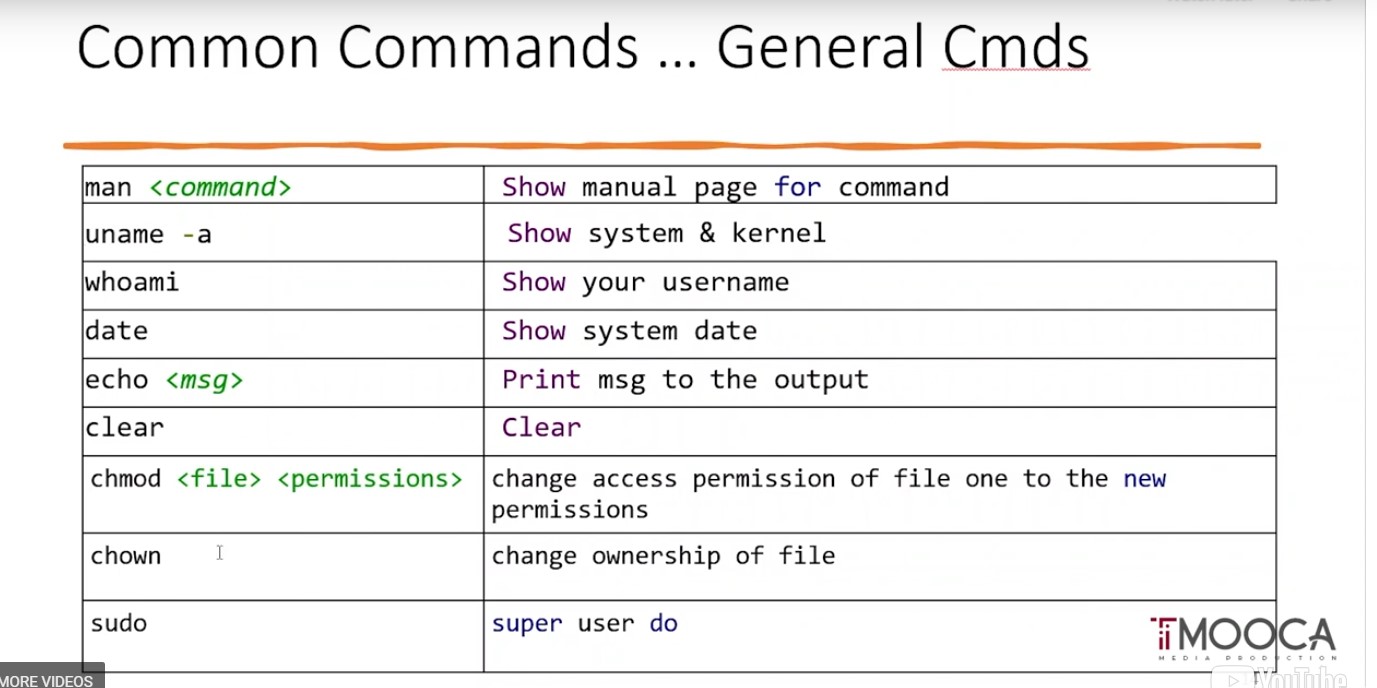 Common Commands ... General Cmds
man <command> Show manual page for command
uname -a Show system & kernel
whoami Show your username
date Show system date
echo <msg> Print msg to the output
clear Clear
chmod <file> <permissions> change access permission of file one to the new
permissions
chown change ownership of file
sudo super user do
TMOOCA
MEDIA PRODUCTION
MORE VIDEOS
YouTube